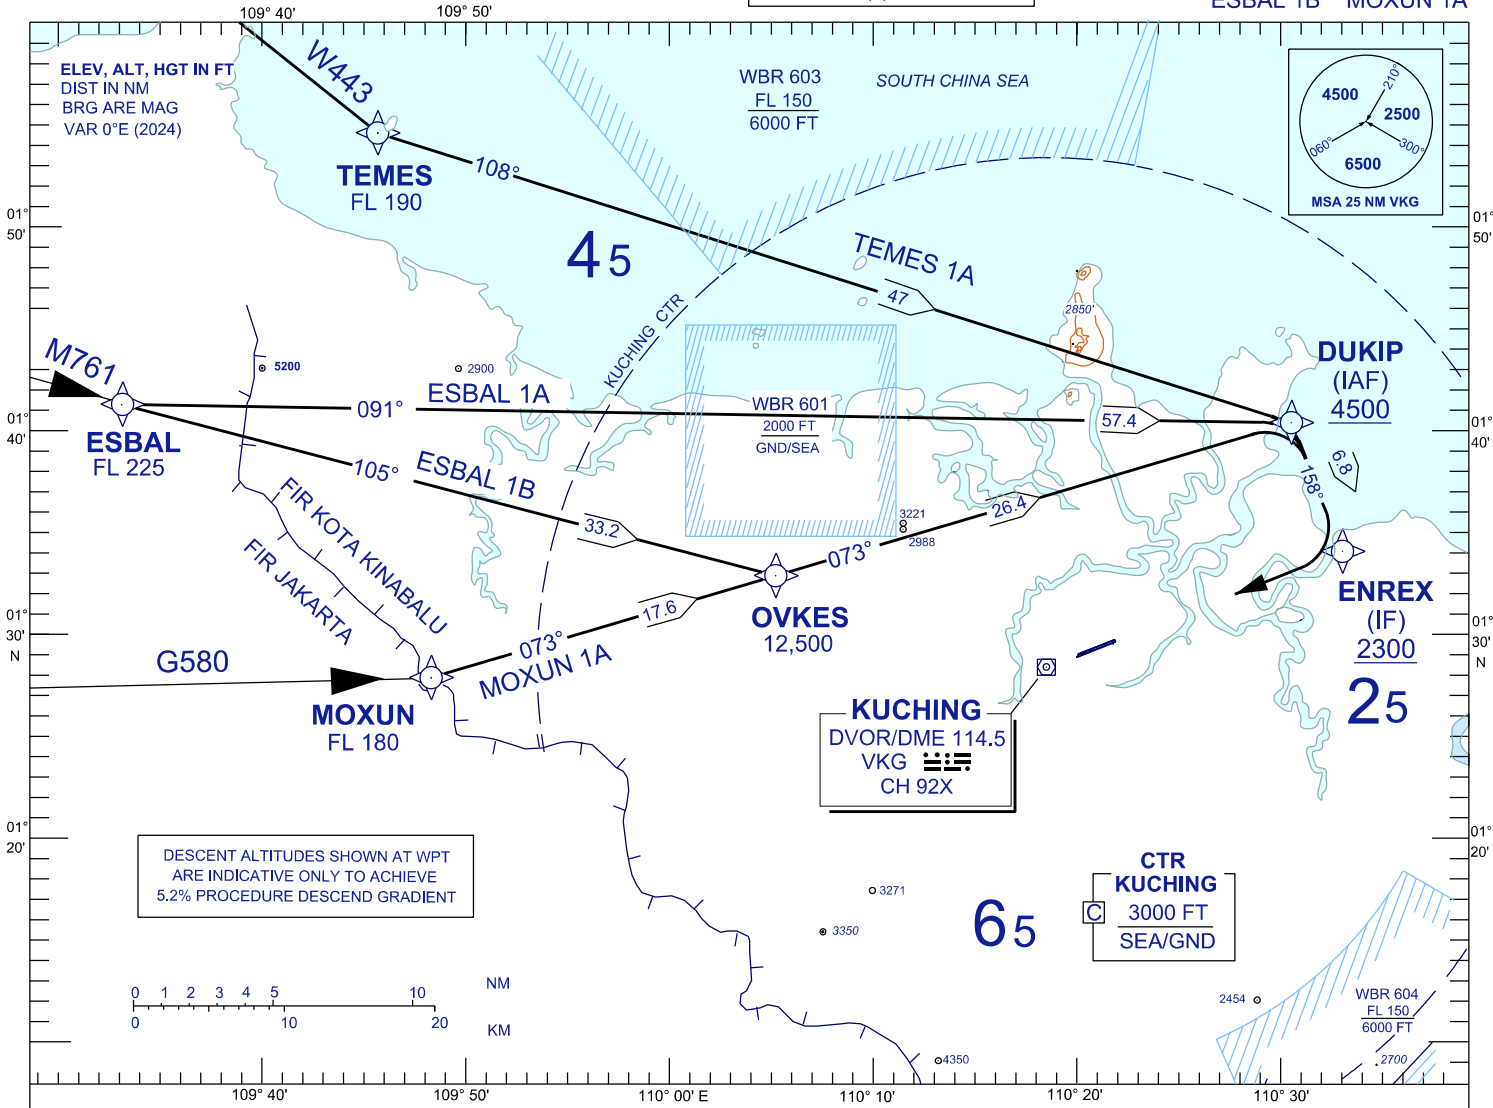 ESBAL 1B MOXUN 1A
109° 40'
109° 50'
ELEV, ALT, HGT IN FT
DIST IN NM
BRG ARE MAG
VAR 0°E (2024)
W443
TEMES
FL 190
108°
WBR 603
FL 150
6000 FT
SOUTH CHINA SEA
4500
210°
2500
060°
300°
6500
MSA 25 NM VKG
01°
50'
01°
50'
45
TEMES 1A
47
2850'
KUCHING CTR
M761
5200
2900
ESBAL 1A
091°
WBR 601
2000 FT
GND/SEA
57.4
DUKIP
(IAF)
4500
01°
40'
01°
40'
ESBAL
FL 225
105°
ESBAL 1B
33.2
3221
2988
26.4
6.8
158°
FIR KOTA KINABALU
FIR JAKARTA
073°
OVKES
12,500
17.6
073°
MOXUN 1A
ENREX
(IF)
2300
25
01°
30'
N
01°
30'
N
G580
MOXUN
FL 180
KUCHING
DVOR/DME 114.5
VKG
CH 92X
01°
20'
01°
20'
DESCENT ALTITUDES SHOWN AT WPT
ARE INDICATIVE ONLY TO ACHIEVE
5.2% PROCEDURE DESCEND GRADIENT
3271
3350
65
CTR
KUCHING
C
3000 FT
SEA/GND
0 1 2 3 4 5 10
NM
0 10 20
KM
2454
WBR 604
FL 150
6000 FT
2700
4350
109° 40'
109° 50'
110° 00' E
110° 10'
110° 20'
110° 30'